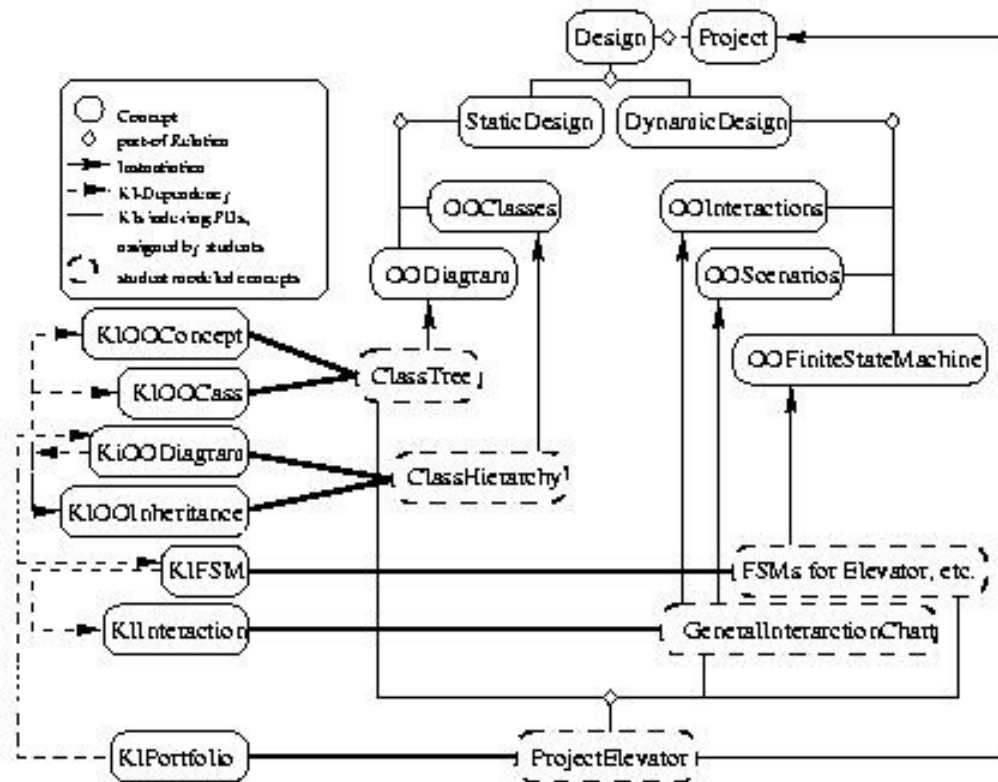 Design
Project
StaticDesign
DynamicDesign
Concept
part-of Relation
Instantiation
KI-Dependency
KIs indexing PUs,
assigned by students
student modeled concepts
OOClasses
OOInteractions
OODiagram
OOScenarios
KIOOConcept
ClassTree
OOFiniteStateMachine
KIOOCass
KiOODiagram
ClassHierarchy
KIOOInheritance
KIFSM
FSMs for Elevator, etc.
KIInteraction
GeneralInterarctionChart
KIPortfolio
ProjectElevator